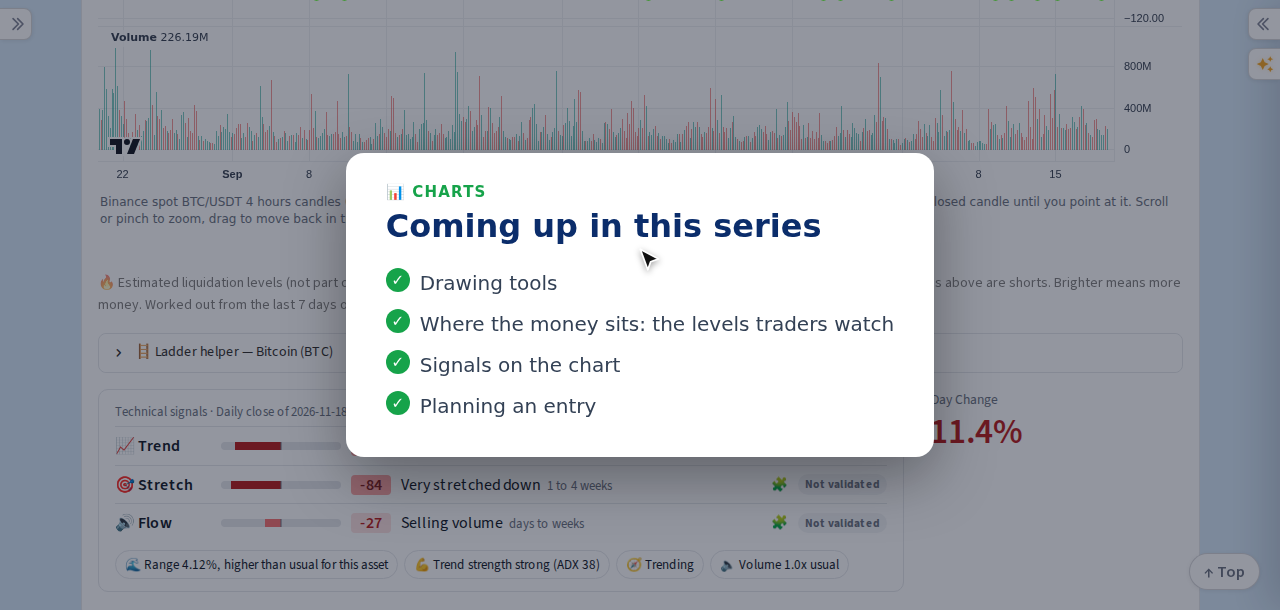 −120.00
Volume 226.19M
800M
400M
0
22 Sep 8 8 15
Binance spot BTC/USDT 4 hours candles
losed candle until you point at it. Scroll
or pinch to zoom, drag to move back in t
📊 CHARTS
Coming up in this series
✓ Drawing tools
✓ Where the money sits: the levels traders watch
✓ Signals on the chart
✓ Planning an entry
🔥 Estimated liquidation levels (not part o
s above are shorts. Brighter means more
money. Worked out from the last 7 days o
🪜 Ladder helper — Bitcoin (BTC)
Technical signals · Daily close of 2026-11-18
Day Change
11.4%
📈 Trend
🎯 Stretch -84 Very stretched down 1 to 4 weeks 🧩 Not validated
🔊 Flow -27 Selling volume days to weeks 🧩 Not validated
🌊 Range 4.12%, higher than usual for this asset 💪 Trend strength strong (ADX 38) 🧭 Trending 🔈 Volume 1.0x usual
↑ Top